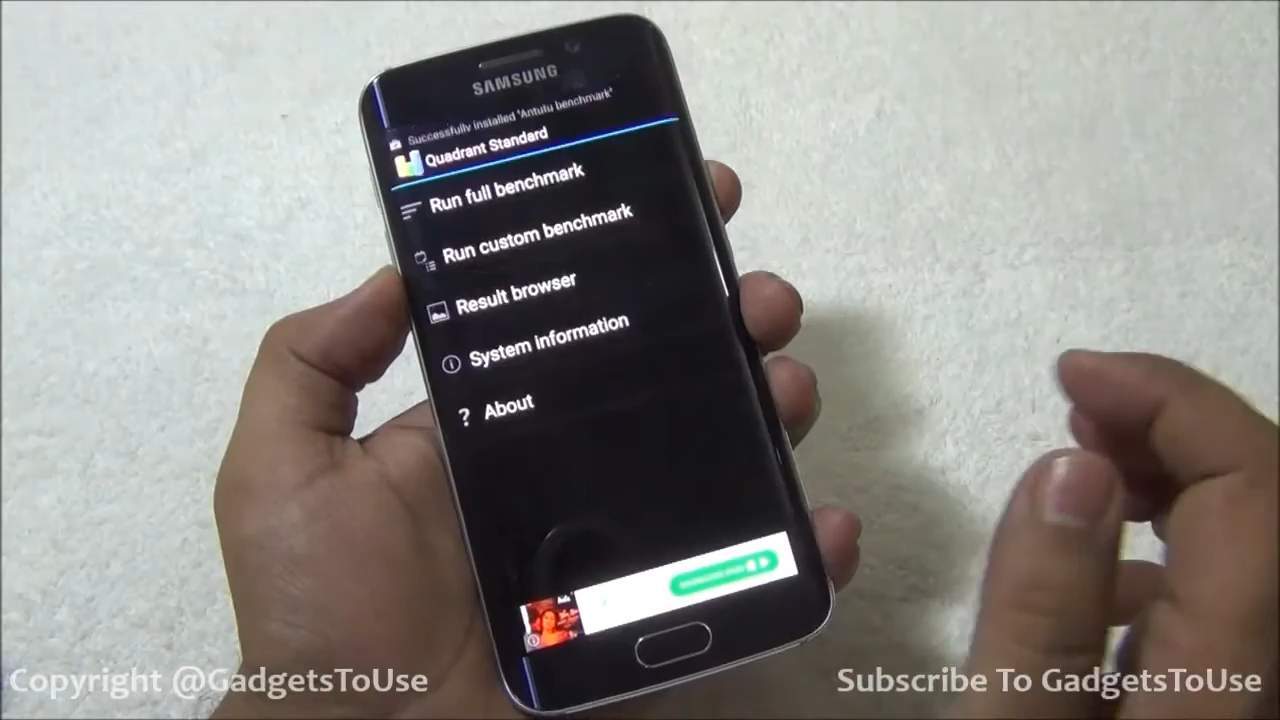 SAMSUNG
Successfully installed "Antutu benchmark"
Quadrant Standard
Run full benchmark
Run custom benchmark
Result browser
System information
? About
Copyright @GadgetsToUse
Subscribe To GadgetsToUse